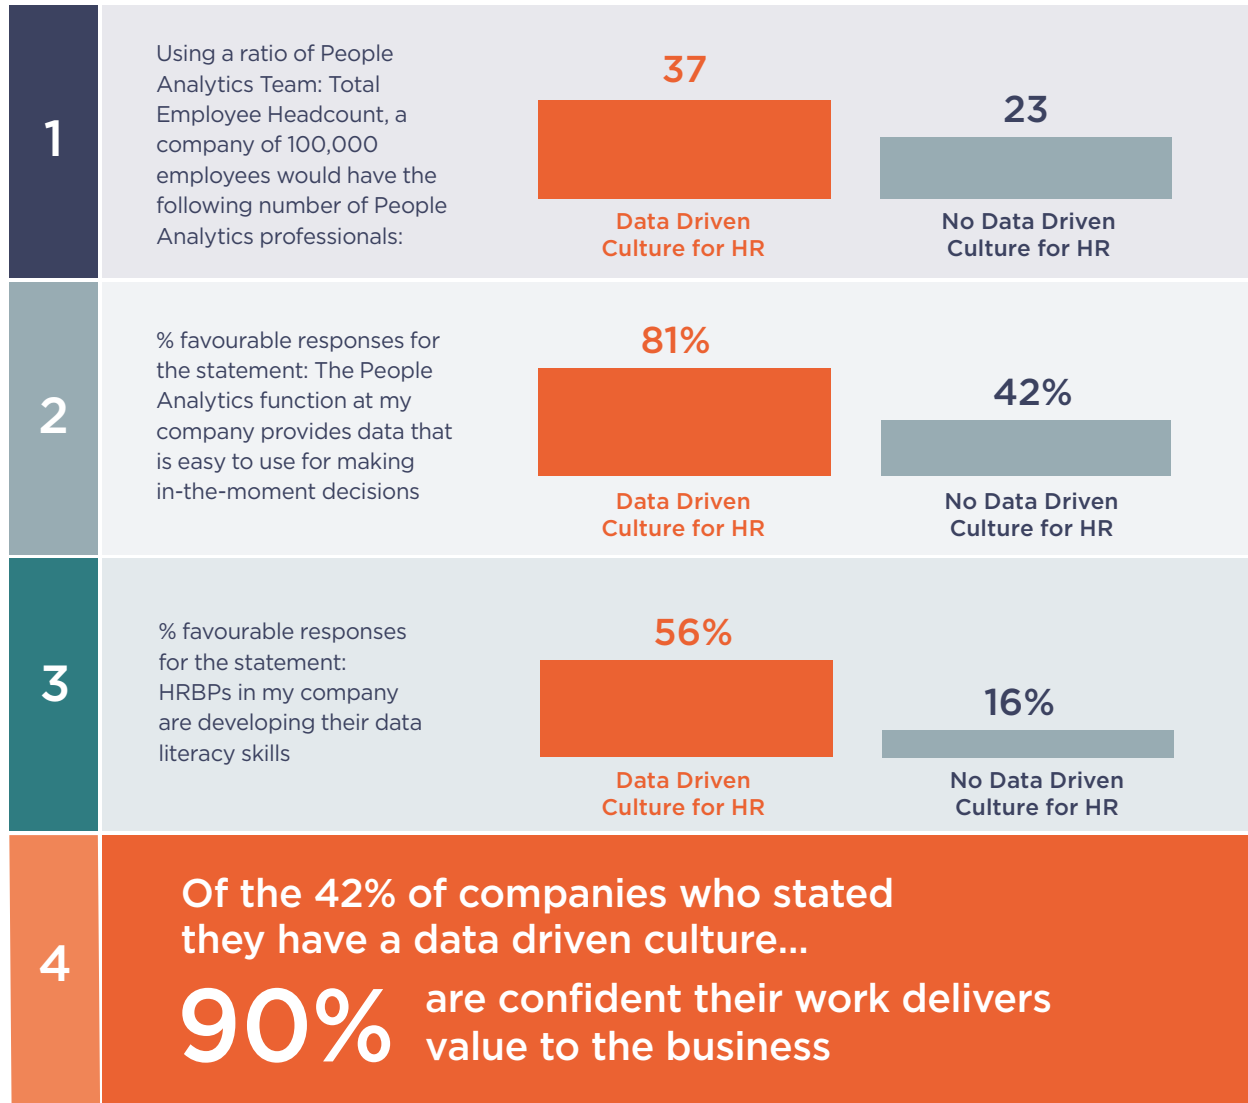 1
Using a ratio of People
Analytics Team: Total
Employee Headcount, a
company of 100,000
employees would have the
following number of People
Analytics professionals:
37
Data Driven
Culture for HR
23
No Data Driven
Culture for HR
2
% favourable responses for
the statement: The People
Analytics function at my
company provides data that
is easy to use for making
in-the-moment decisions
81%
Data Driven
Culture for HR
42%
No Data Driven
Culture for HR
3
% favourable responses
for the statement:
HRBPs in my company
are developing their data
literacy skills
56%
Data Driven
Culture for HR
16%
No Data Driven
Culture for HR
4
Of the 42% of companies who stated
they have a data driven culture...
90%
are confident their work delivers
value to the business